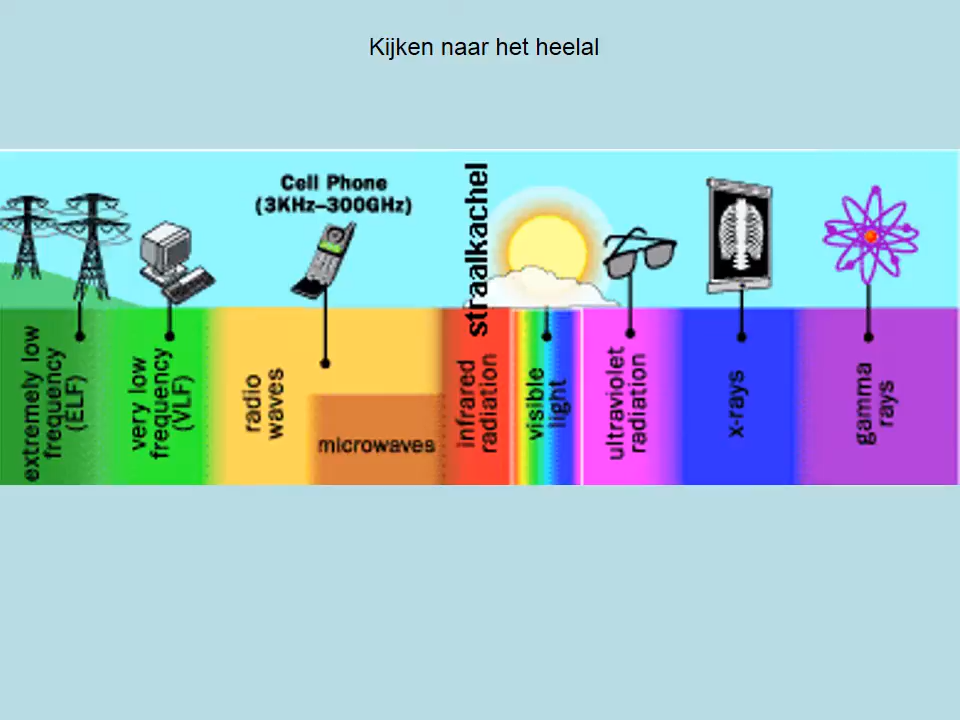 Kijken naar het heelal
Cell Phone
(3KHz–300GHz)
straalkachel
extremely low
frequency
(ELF)
very low
frequency
(VLF)
radio
waves
microwaves
infrared
radiation
visible
light
ultraviolet
radiation
x-rays
gamma
rays